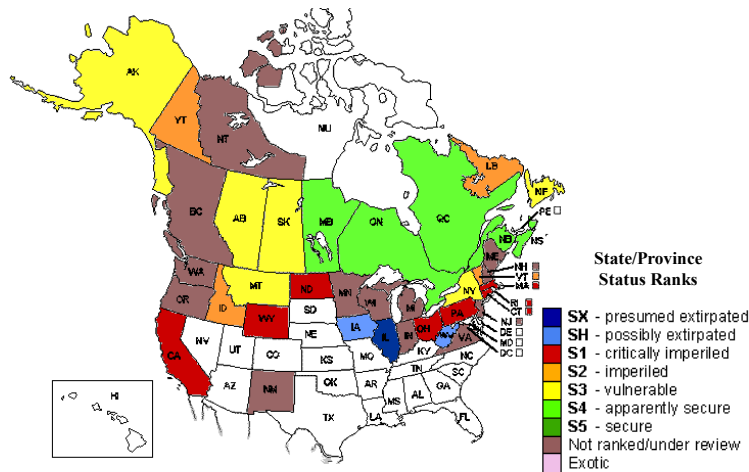 AK
YT
NT
NU
BC
AB
SK
MB
ON
QC
LB
NF
PE
NB
NS
ME
NH
VT
MA
RI
CT
NJ
DE
MD
DC
WA
OR
ID
MT
ND
MN
WI
MI
NY
PA
WY
SD
NE
IA
IL
IN
OH
WV
VA
CA
NV
UT
CO
KS
MO
KY
NC
TN
SC
AZ
NM
OK
AR
TX
LA
MS
AL
GA
FL
HI
State/Province
Status Ranks
SX - presumed extirpated
SH - possibly extirpated
S1 - critically imperiled
S2 - imperiled
S3 - vulnerable
S4 - apparently secure
S5 - secure
Not ranked/under review
Exotic